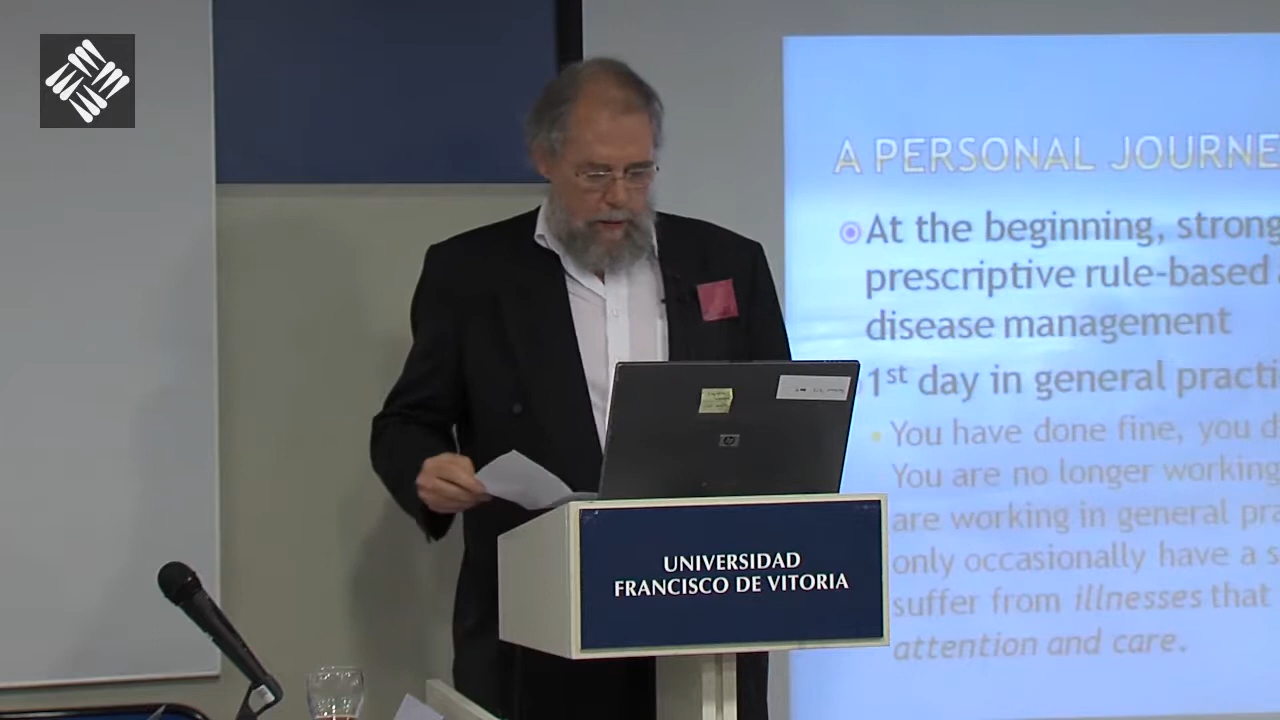 A PERSONAL JOURNE
At the beginning, strong
prescriptive rule-based
disease management
1st day in general practi
You have done fine, you d
You are no longer working
are working in general pra
only occasionally have a s
suffer from illnesses that
attention and care.
hp
UNIVERSIDAD
FRANCISCO DE VITORIA